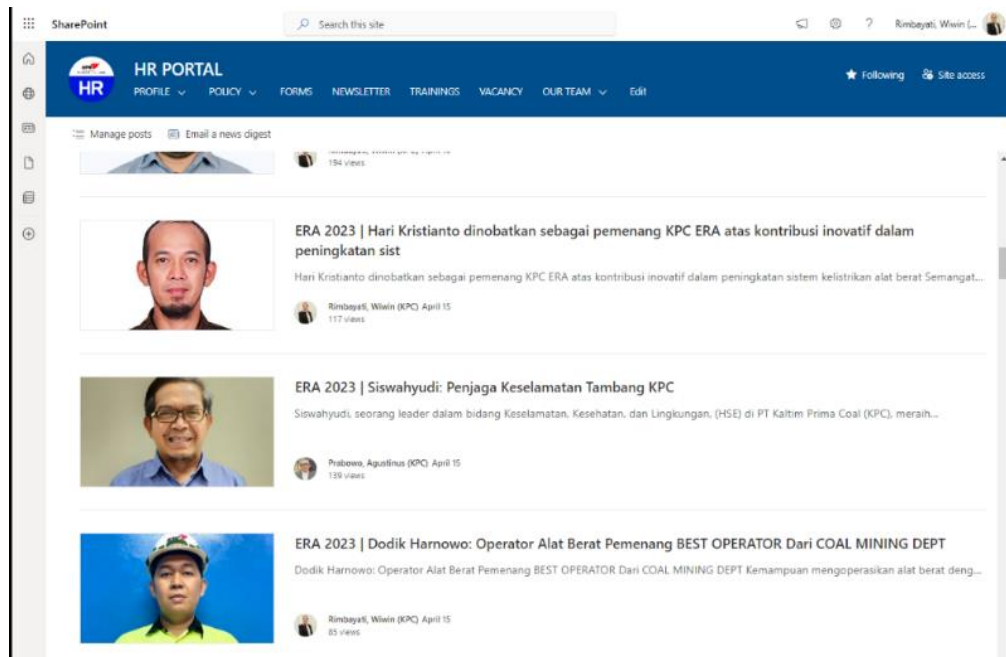 SharePoint
Search this site
?
Rimbayati, Wiwin (...
HR
HR PORTAL
PROFILE
POLICY
FORMS
NEWSLETTER
TRAININGS
VACANCY
OUR TEAM
Edit
Following
Site access
Manage posts
Email a news digest
194 views
ERA 2023 | Hari Kristianto dinobatkan sebagai pemenang KPC ERA atas kontribusi inovatif dalam
peningkatan sist
Hari Kristianto dinobatkan sebagai pemenang KPC ERA atas kontribusi inovatif dalam peningkatan sistem kelistrikan alat berat Semangat...
Rimbayati, Wiwin (KPC) April 15
117 views
ERA 2023 | Siswahyudi: Penjaga Keselamatan Tambang KPC
Siswahyudi, seorang leader dalam bidang Keselamatan, Kesehatan, dan Lingkungan, (HSE) di PT Kaltim Prima Coal (KPC), meraih...
Prabowo, Agustinus (KPC) April 15
139 views
ERA 2023 | Dodik Harnowo: Operator Alat Berat Pemenang BEST OPERATOR Dari COAL MINING DEPT
Dodik Harnowo: Operator Alat Berat Pemenang BEST OPERATOR Dari COAL MINING DEPT Kemampuan mengoperasikan alat berat deng...
Rimbayati, Wiwin (KPC) April 15
85 views